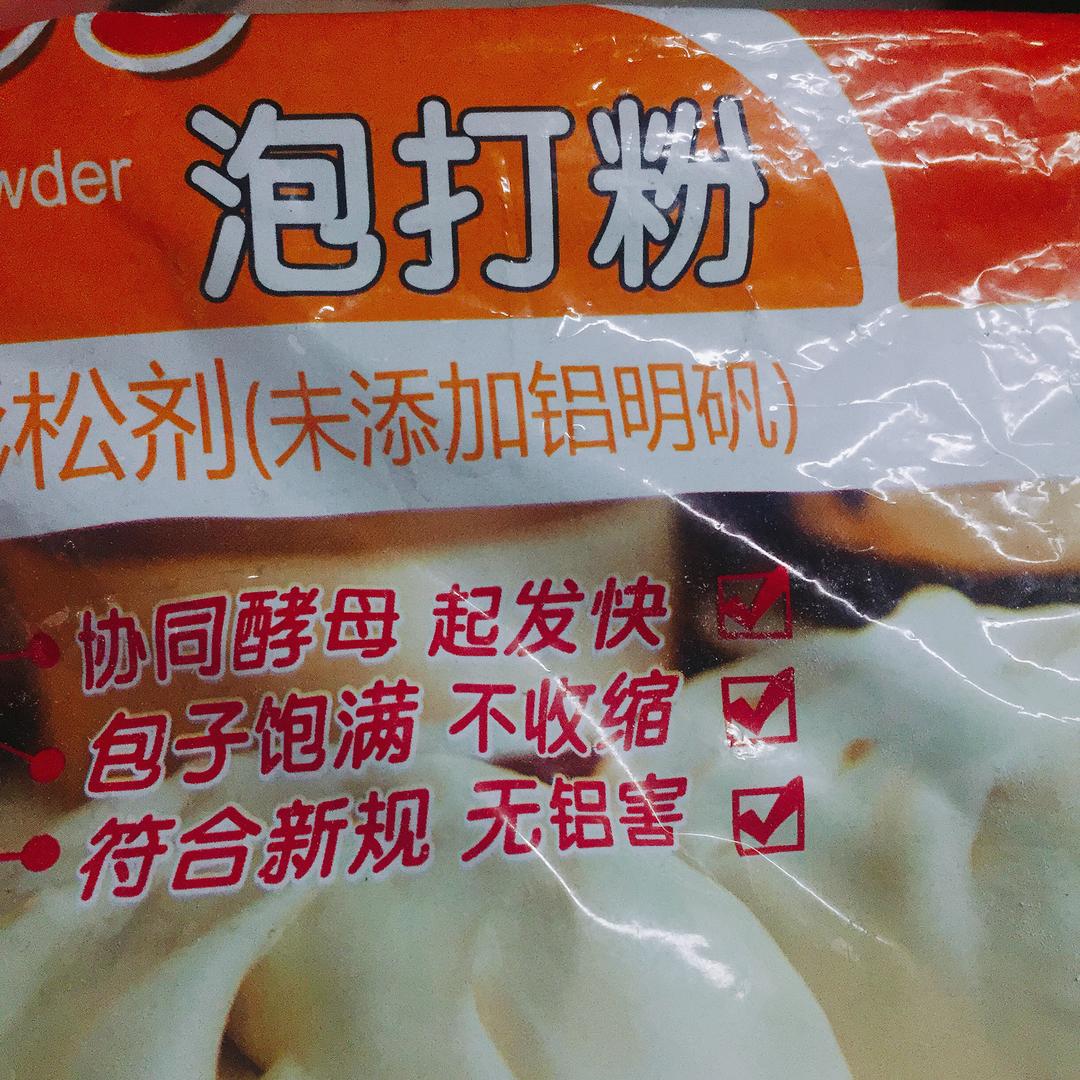 泡打粉
wder
松剂(未添加铝明矾)
协同酵母 起发快
包子饱满 不收缩
符合新规 无铝害